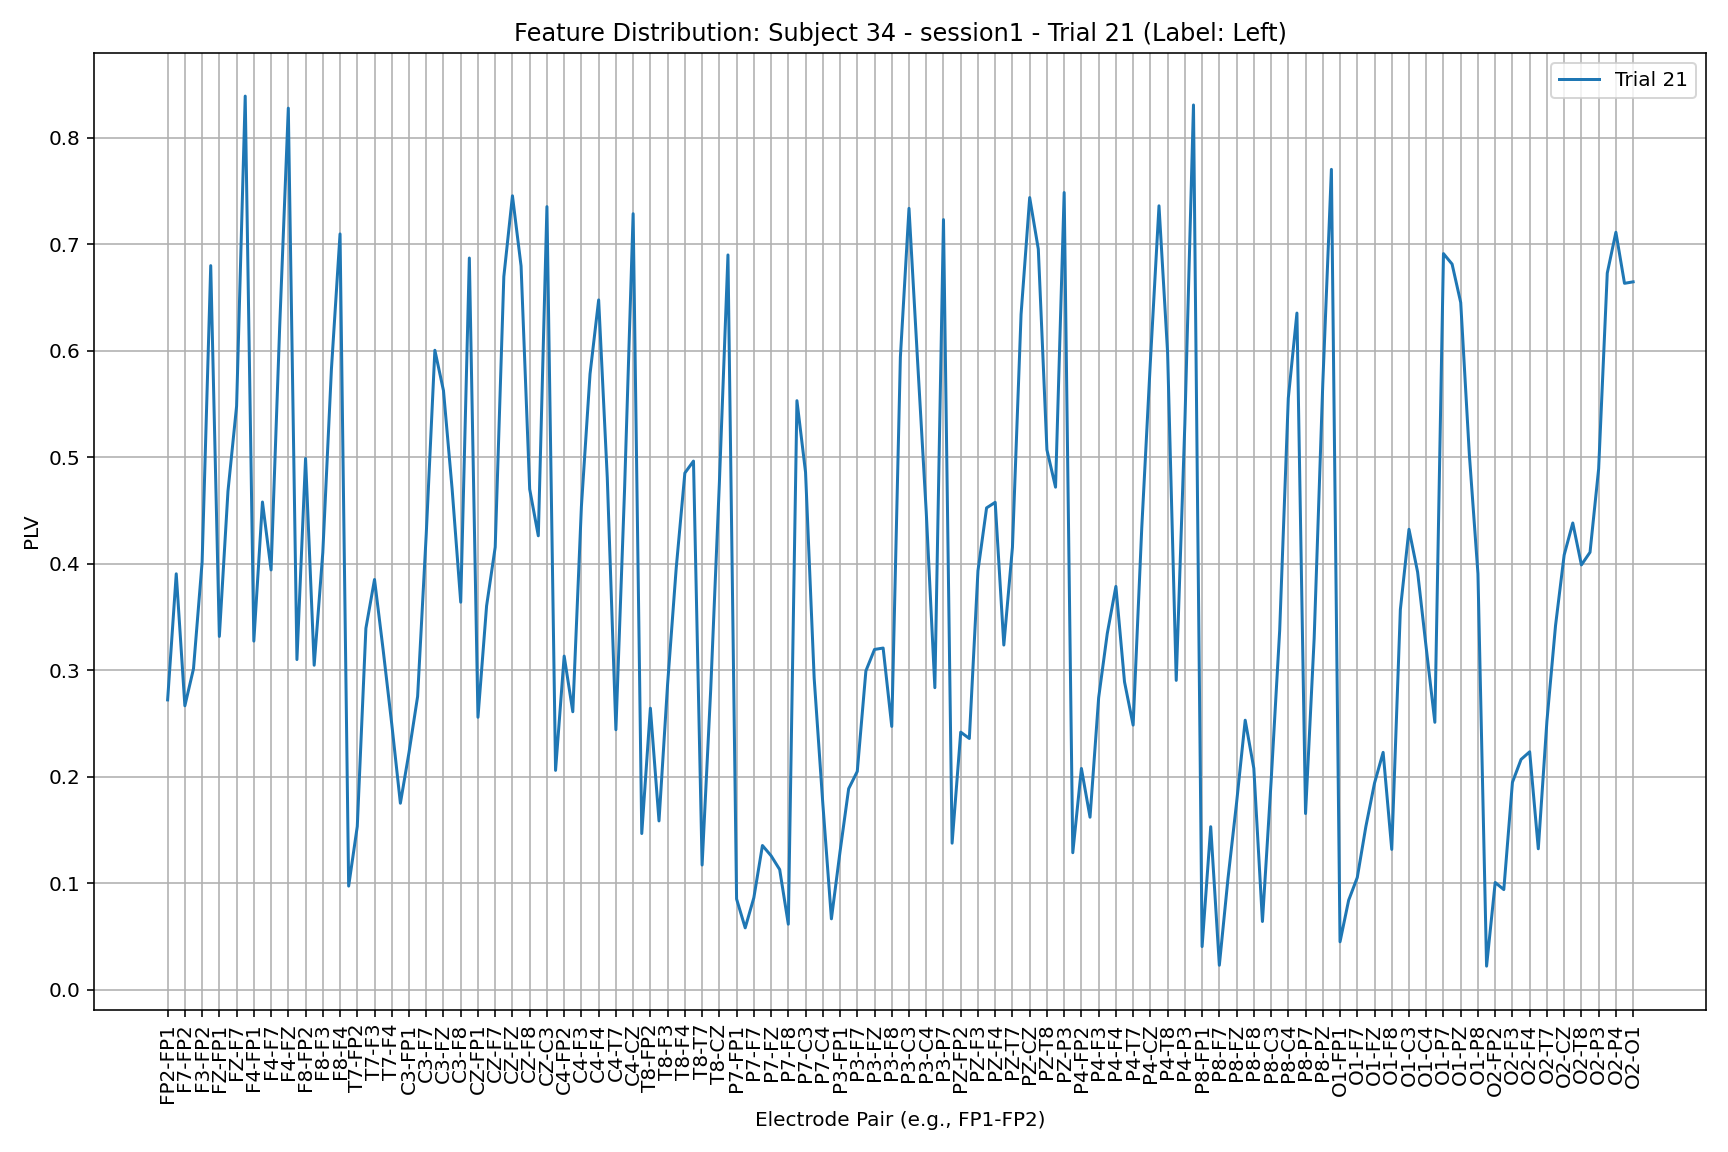 Feature Distribution: Subject 34 - session1 - Trial 21 (Label: Left)
Trial 21
PLV
0.8
0.7
0.6
0.5
0.4
0.3
0.2
0.1
0.0
FP2-FP1
F7-FP2
F3-FP2
FZ-FP1
FZ-F7
F4-FP1
F4-F7
F4-FZ
F8-FP2
F8-F3
F8-F4
T7-FP2
T7-F3
T7-F4
C3-FP1
C3-F7
C3-FZ
C3-F8
CZ-FP1
CZ-F7
CZ-FZ
CZ-F8
CZ-C3
C4-FP2
C4-F3
C4-F4
C4-T7
C4-CZ
T8-FP2
T8-F3
T8-F4
T8-T7
T8-CZ
P7-FP1
P7-F7
P7-FZ
P7-F8
P7-C3
P7-C4
P3-FP1
P3-F7
P3-FZ
P3-F8
P3-C3
P3-C4
P3-P7
PZ-FP2
PZ-F3
PZ-F4
PZ-T7
PZ-CZ
PZ-T8
PZ-P3
P4-FP2
P4-F3
P4-F4
P4-T7
P4-CZ
P4-T8
P4-P3
P8-FP1
P8-F7
P8-FZ
P8-F8
P8-C3
P8-C4
P8-P7
P8-PZ
O1-FP1
O1-F7
O1-FZ
O1-F8
O1-C3
O1-C4
O1-P7
O1-PZ
O1-P8
O2-FP2
O2-F3
O2-F4
O2-T7
O2-CZ
O2-T8
O2-P3
O2-P4
O2-O1
Electrode Pair (e.g., FP1-FP2)